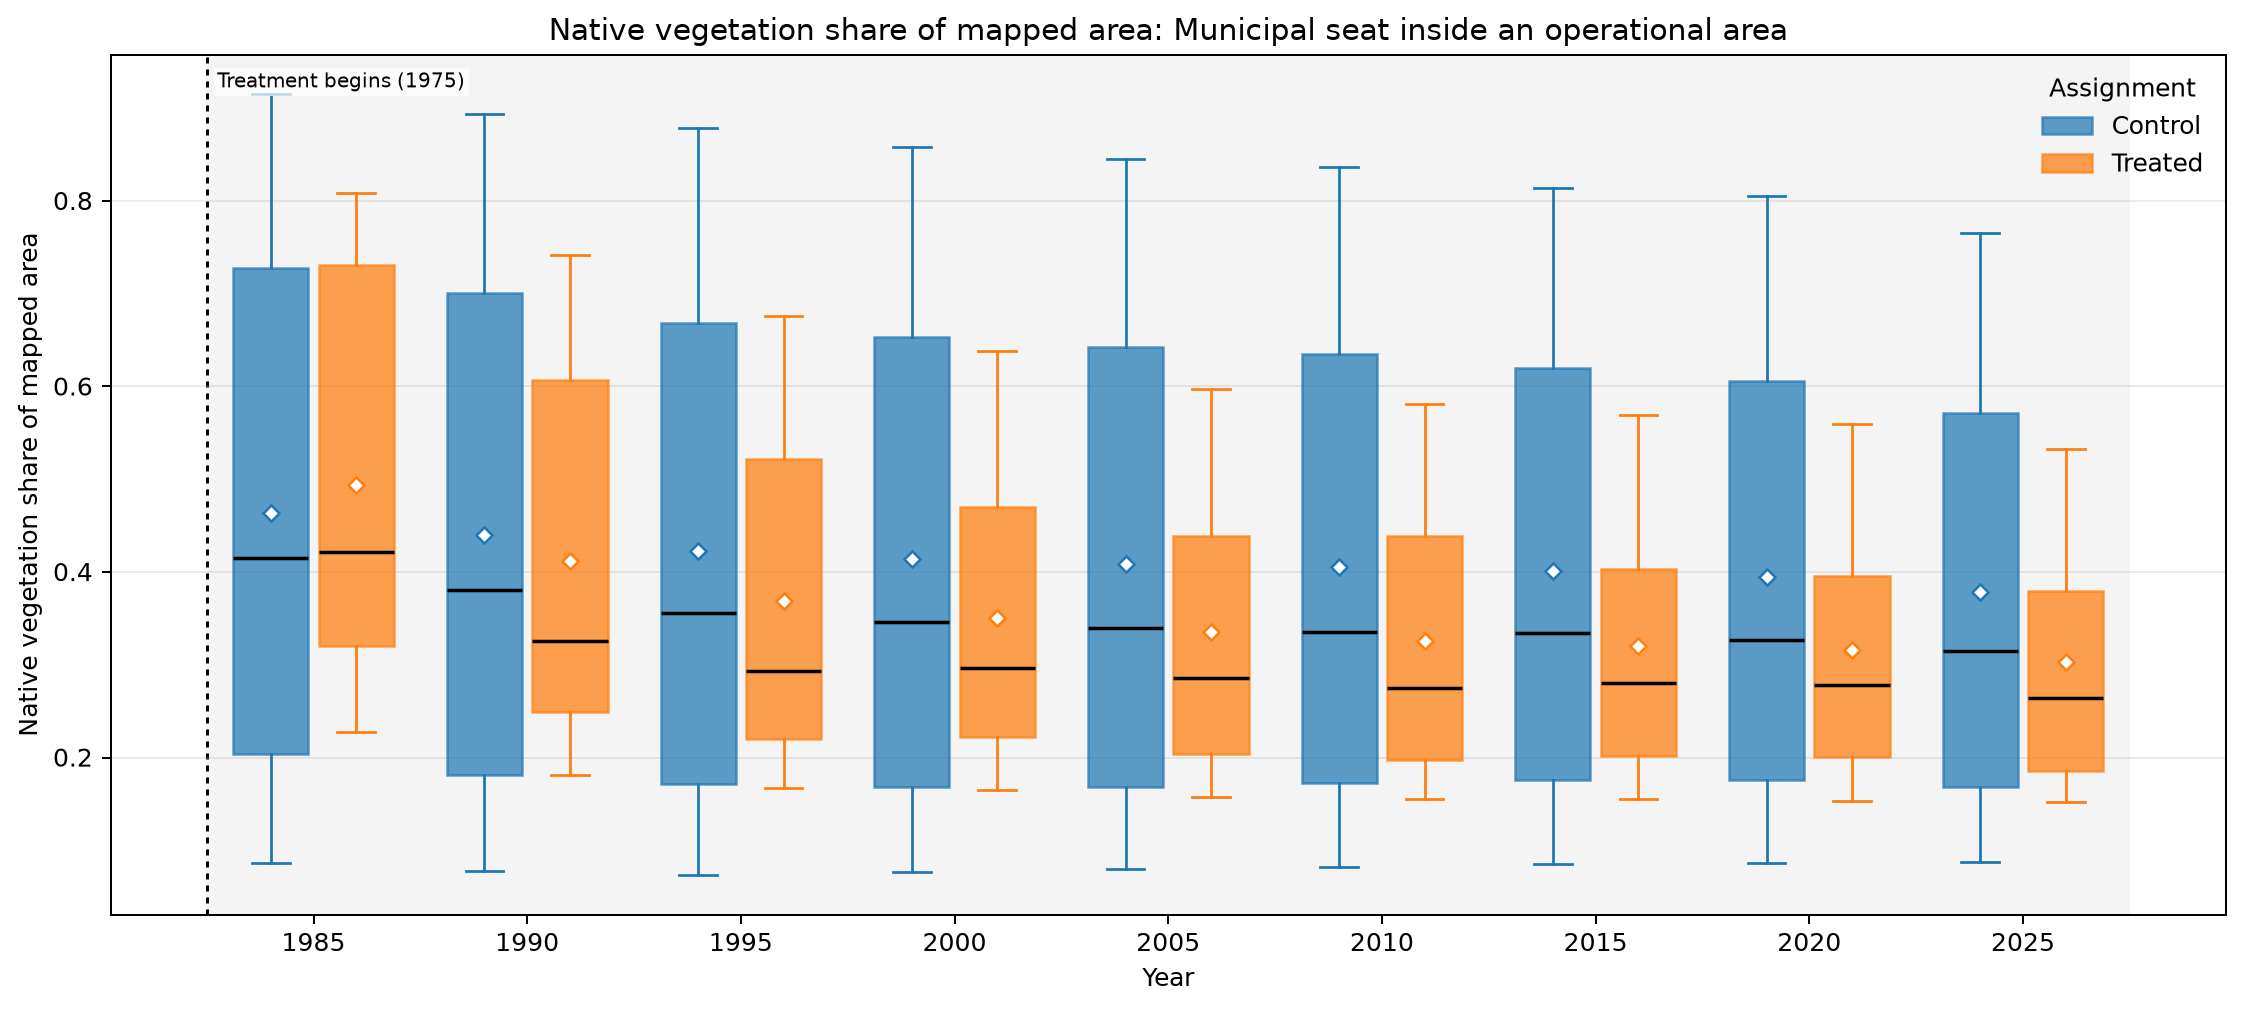 Native vegetation share of mapped area: Municipal seat inside an operational area
Treatment begins (1975)
Assignment
Control
Treated
Native vegetation share of mapped area
0.8
0.6
0.4
0.2
1985 1990 1995 2000 2005 2010 2015 2020 2025
Year